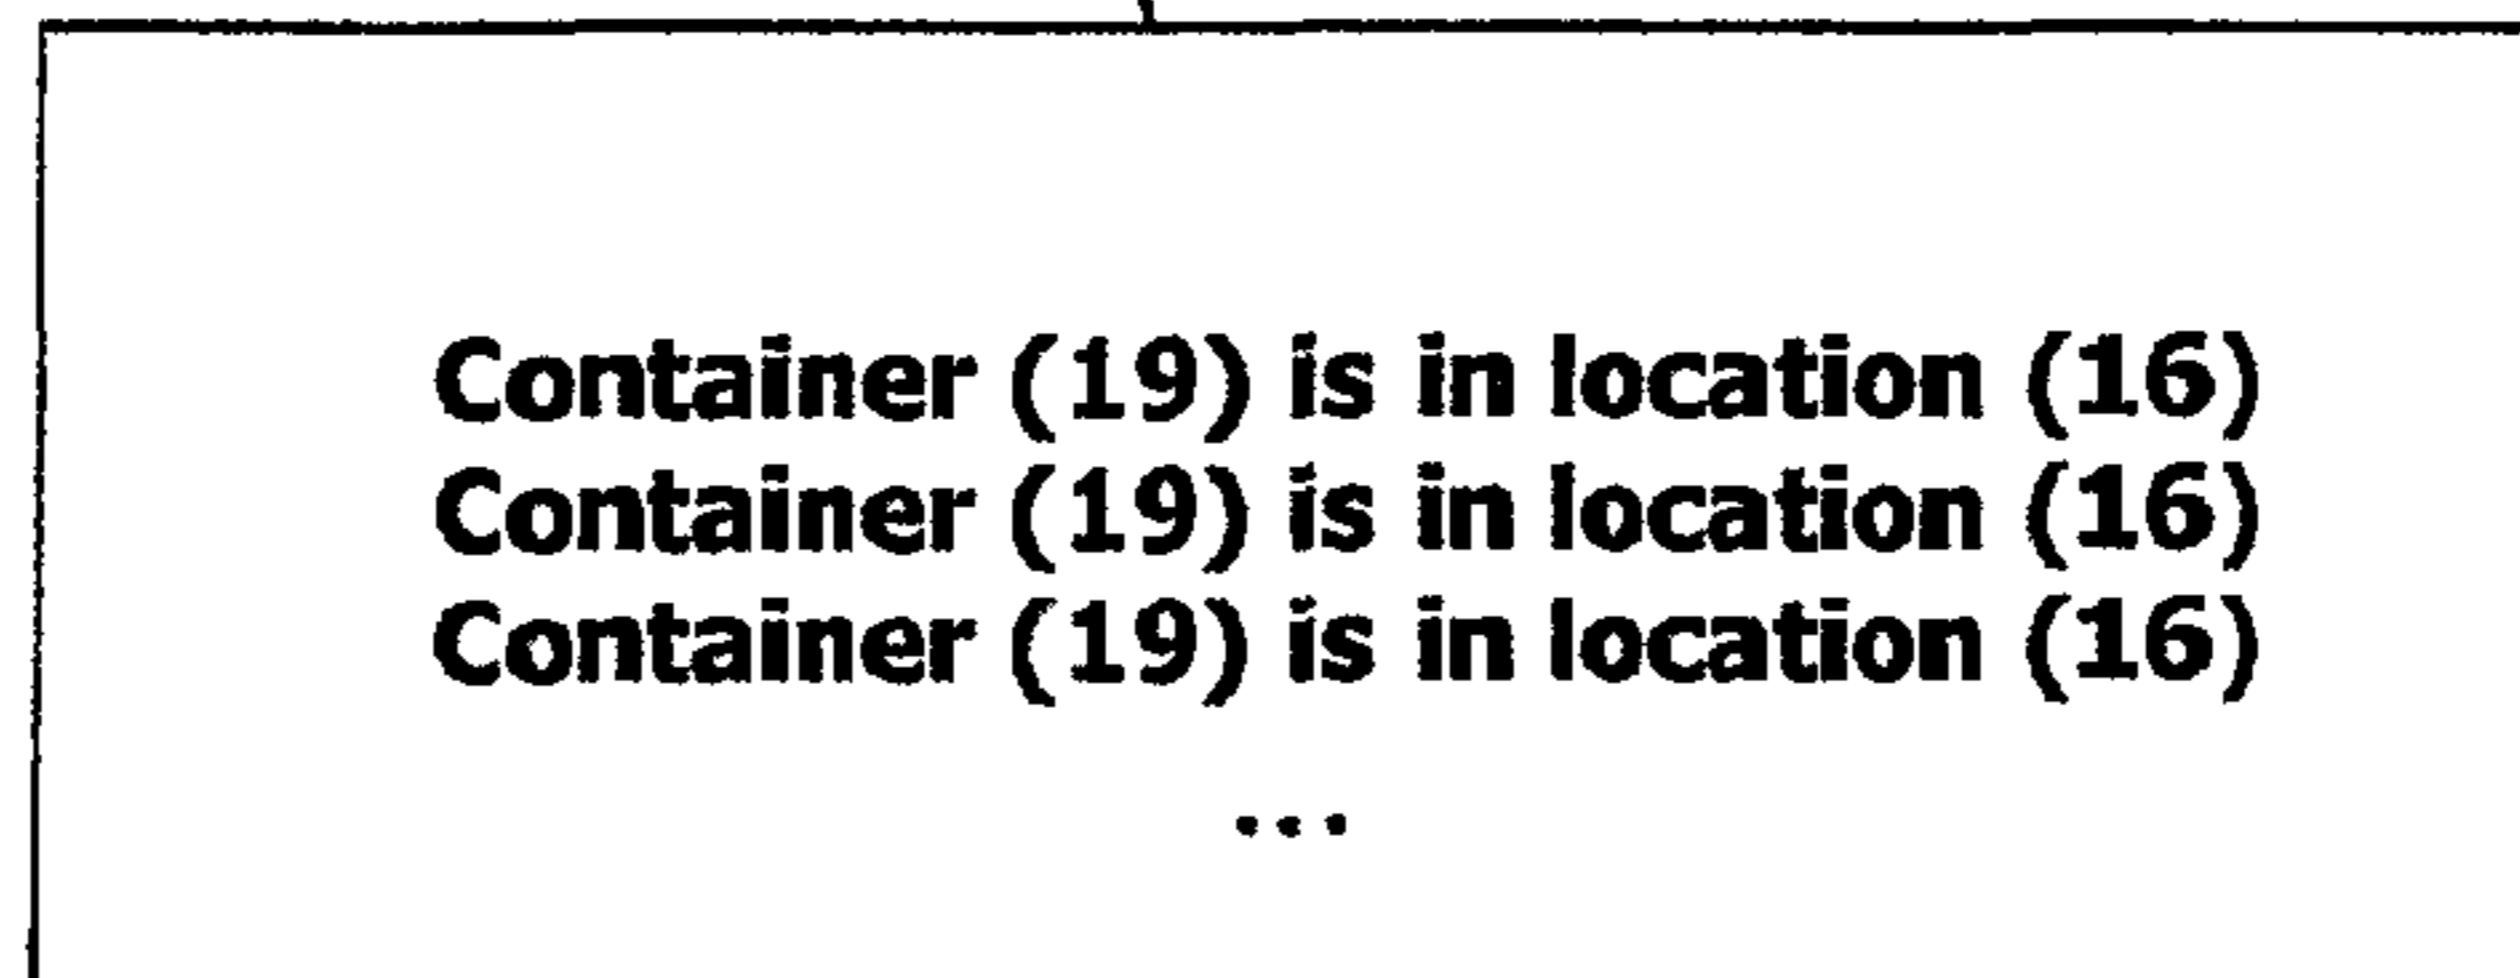 Container (19) is in location (16)
Container (19) is in location (16)
Container (19) is in location (16)
...